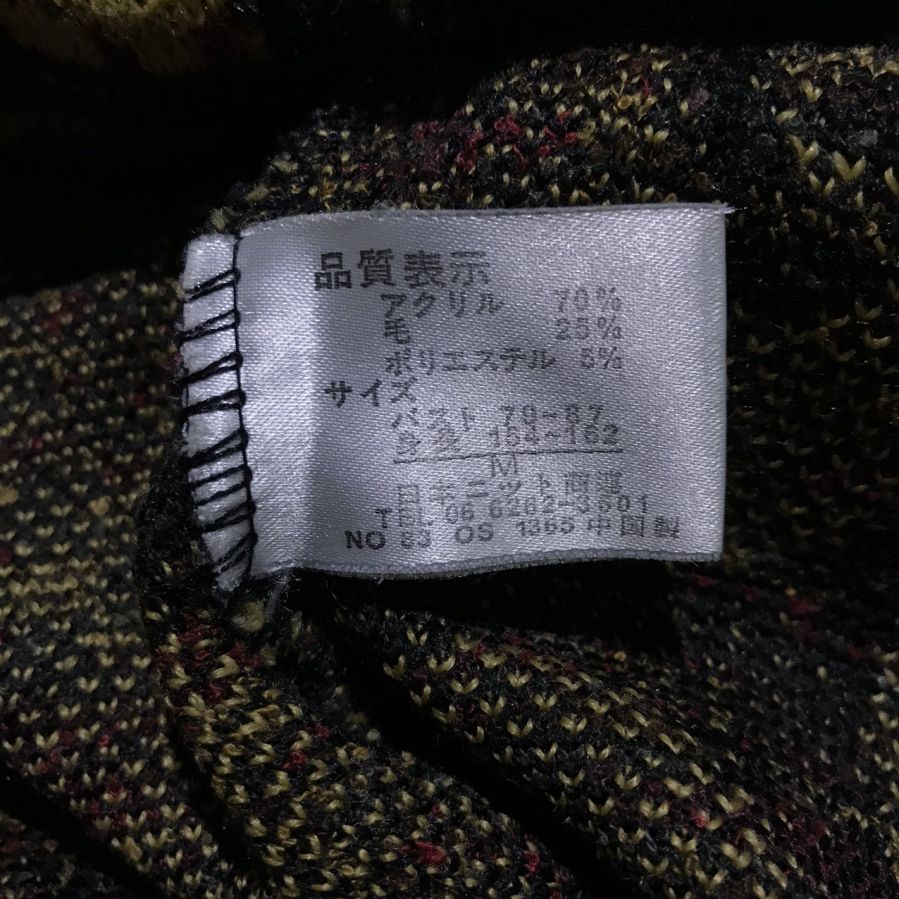 品質表示
アクリル 70%
毛 25%
ポリエステル 5%
サイズ
バスト 79-87
身長 154~162
M
日本ニット商運
TEL 06 6262-3601
NO 83 OS 1365 中国製